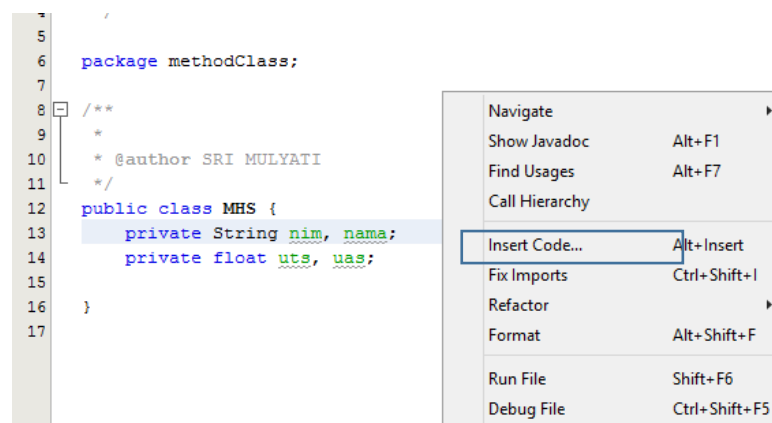 5
6 package methodClass;
7
8 /**
9 *
10 * @author SRI MULYATI
11 */
12 public class MHS {
13 private String nim, nama;
14 private float uts, uas;
15
16 }
17
Navigate
Show Javadoc Alt+F1
Find Usages Alt+F7
Call Hierarchy
Insert Code... Alt+Insert
Fix Imports Ctrl+Shift+I
Refactor
Format Alt+Shift+F
Run File Shift+F6
Debug File Ctrl+Shift+F5